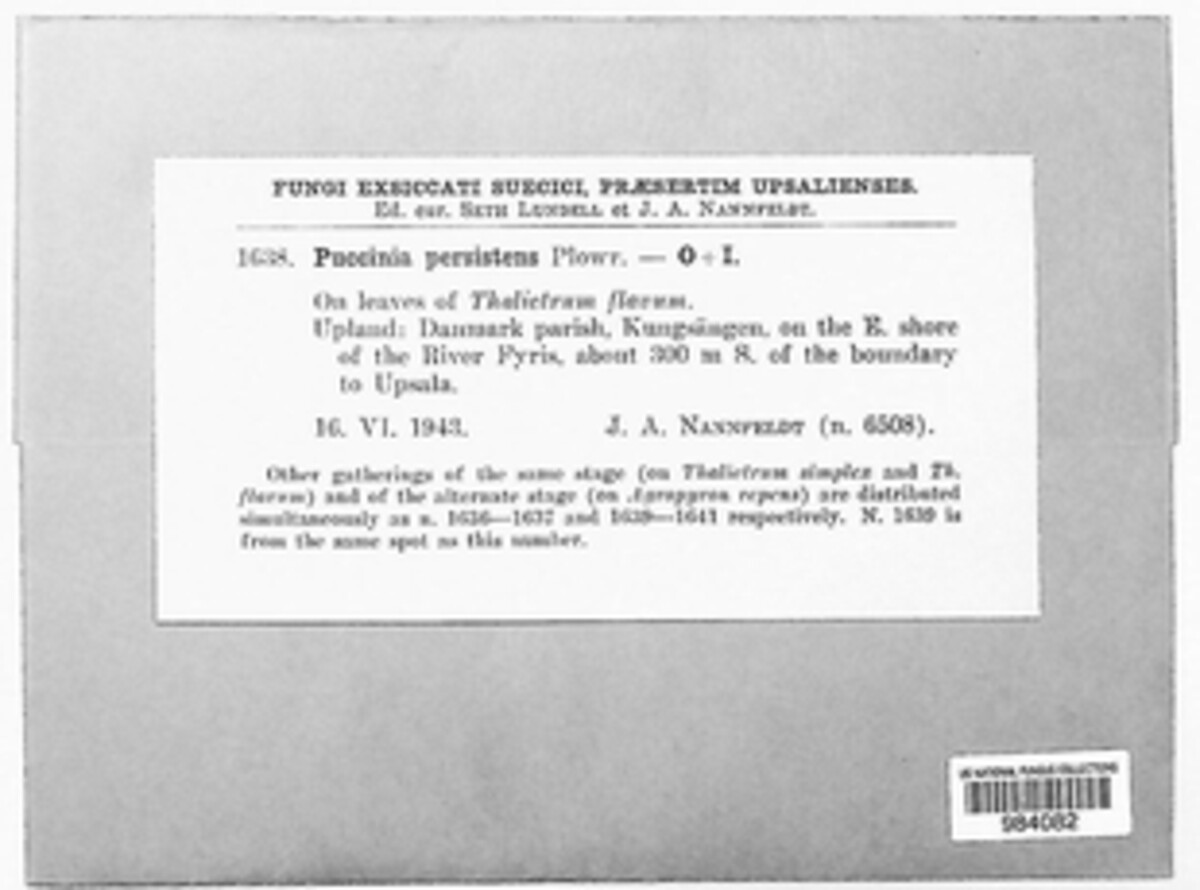 FUNGI EXSICCATI SUECICI, PRÆSERTIM UPSALIENSES.
Ed. cur. SETH LUNDELL et J. A. NANNFELDT.
1638. Puccinia persistens Plowr. — O + I.
On leaves of Thalictrum flavum.
Upland: Danmark parish, Kungsängen, on the E. shore
of the River Fyris, about 300 m S. of the boundary
to Upsala.
16. VI. 1943. J. A. NANNFELDT (n. 6508).
Other gatherings of the same stage (on Thalictrum simplex and Th.
flavum) and of the alternate stage (on Agropyron repens) are distributed
simultaneously as n. 1636—1637 and 1639—1641 respectively. N. 1639 is
from the same spot as this number.
US NATIONAL FUNGUS COLLECTIONS
984082